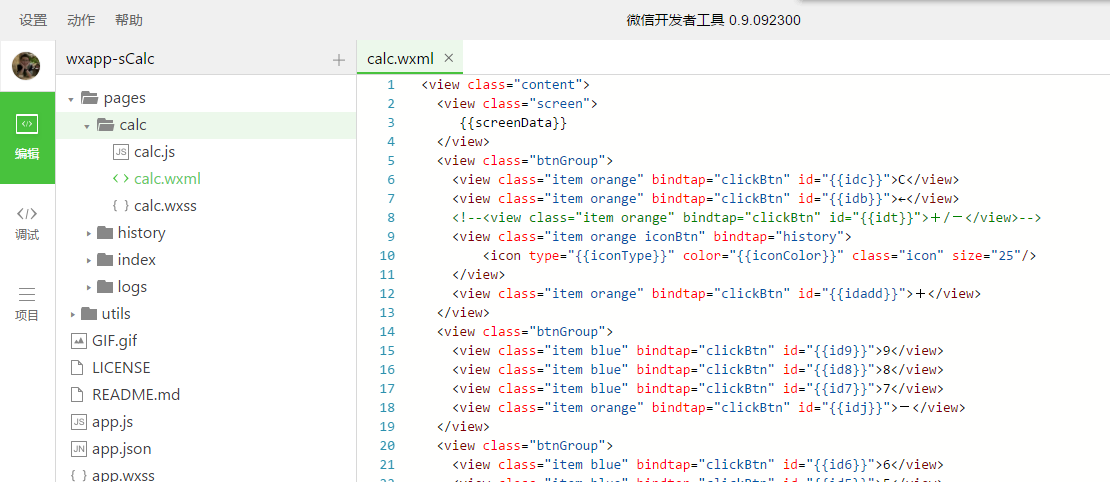 设置 动作 帮助 微信开发者工具 0.9.092300
wxapp-sCalc
calc.wxml ×
编辑
调试
项目
pages
calc
JS calc.js
<> calc.wxml
{ } calc.wxss
history
index
logs
utils
GIF.gif
LICENSE
README.md
JS app.js
JN app.json
{ } app.wxss
1 <view class="content">
2 <view class="screen">
3 {{screenData}}
4 </view>
5 <view class="btnGroup">
6 <view class="item orange" bindtap="clickBtn" id="{{idc}}">C</view>
7 <view class="item orange" bindtap="clickBtn" id="{{idb}}">←</view>
8 <!--<view class="item orange" bindtap="clickBtn" id="{{idt}}">+/-</view>-->
9 <view class="item orange iconBtn" bindtap="history">
10 <icon type="{{iconType}}" color="{{iconColor}}" class="icon" size="25"/>
11 </view>
12 <view class="item orange" bindtap="clickBtn" id="{{idadd}}">+</view>
13 </view>
14 <view class="btnGroup">
15 <view class="item blue" bindtap="clickBtn" id="{{id9}}">9</view>
16 <view class="item blue" bindtap="clickBtn" id="{{id8}}">8</view>
17 <view class="item blue" bindtap="clickBtn" id="{{id7}}">7</view>
18 <view class="item orange" bindtap="clickBtn" id="{{idj}}">-</view>
19 </view>
20 <view class="btnGroup">
21 <view class="item blue" bindtap="clickBtn" id="{{id6}}">6</view>